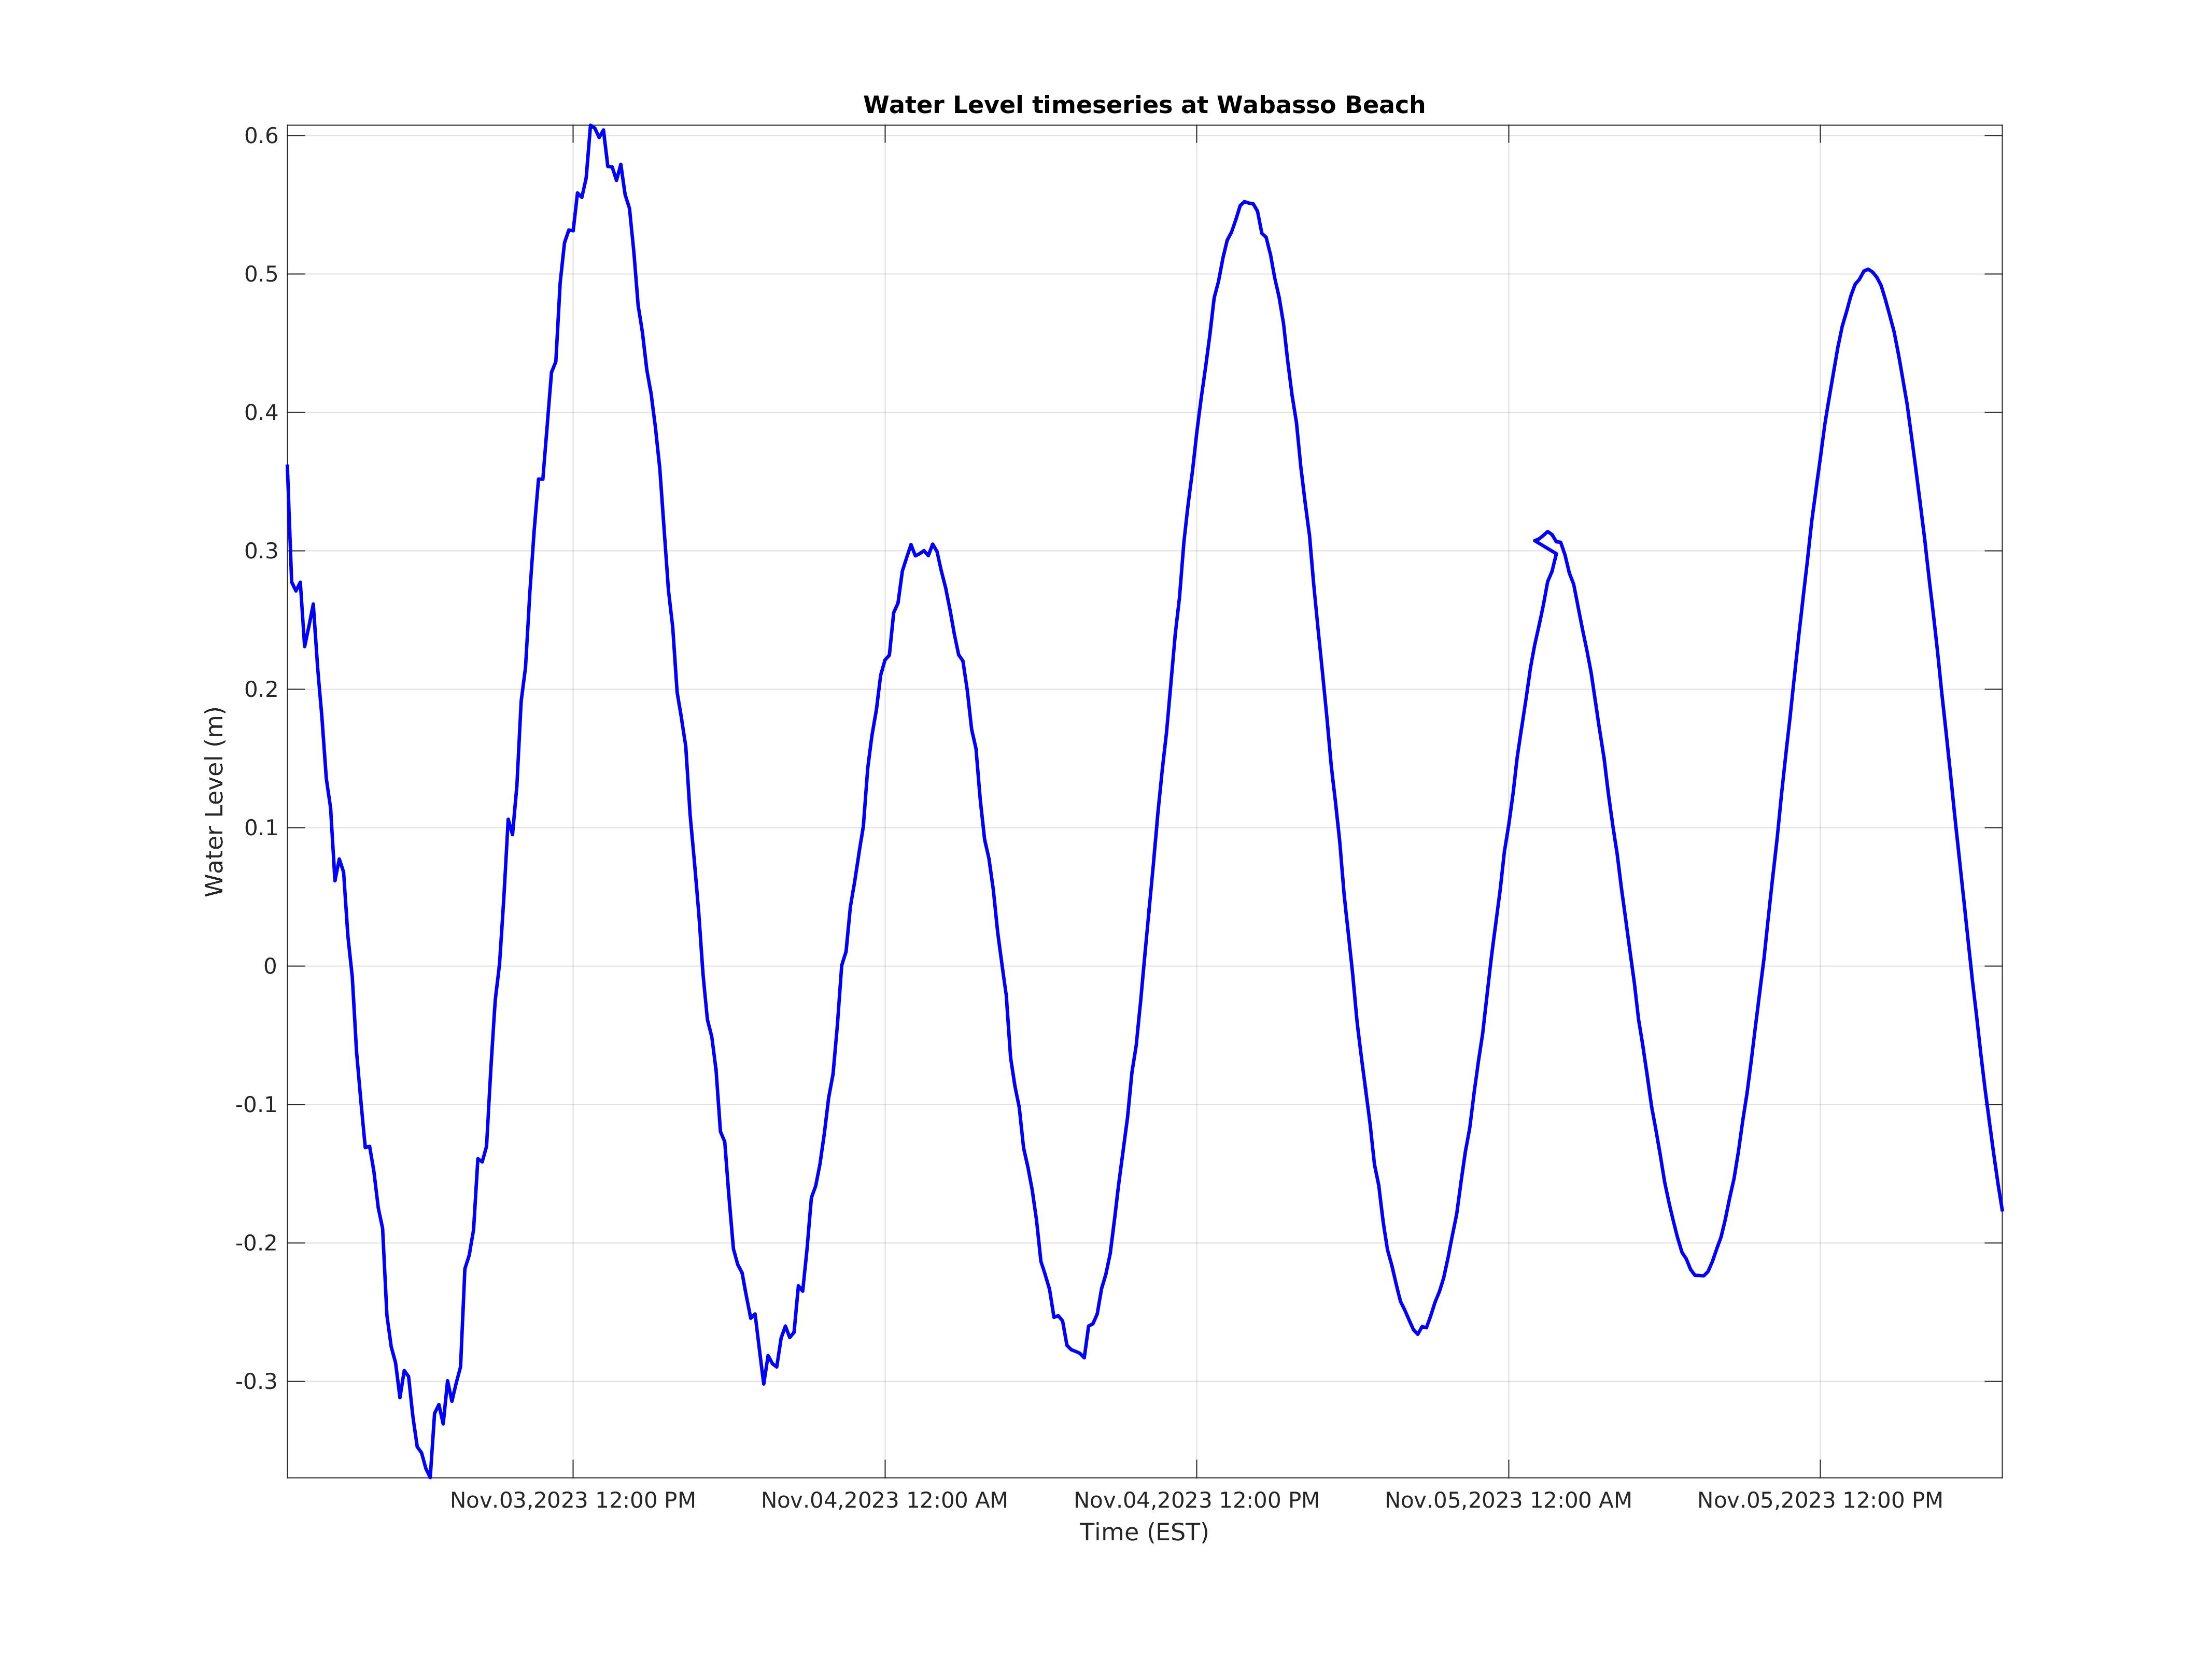 Water Level timeseries at Wabasso Beach
0.6
0.5
0.4
0.3
0.2
0.1
0
-0.1
-0.2
-0.3
Water Level (m)
Nov.03,2023 12:00 PM
Nov.04,2023 12:00 AM
Nov.04,2023 12:00 PM
Nov.05,2023 12:00 AM
Nov.05,2023 12:00 PM
Time (EST)